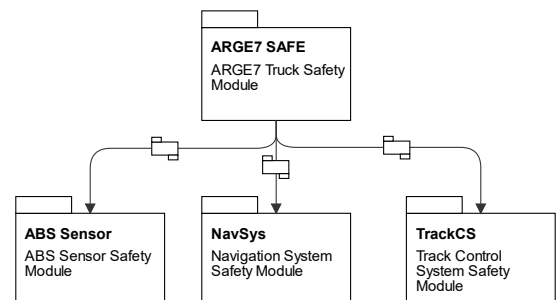 ARGE7 SAFE
ARGE7 Truck Safety
Module
ABS Sensor
ABS Sensor Safety
Module
NavSys
Navigation System
Safety Module
TrackCS
Track Control
System Safety
Module